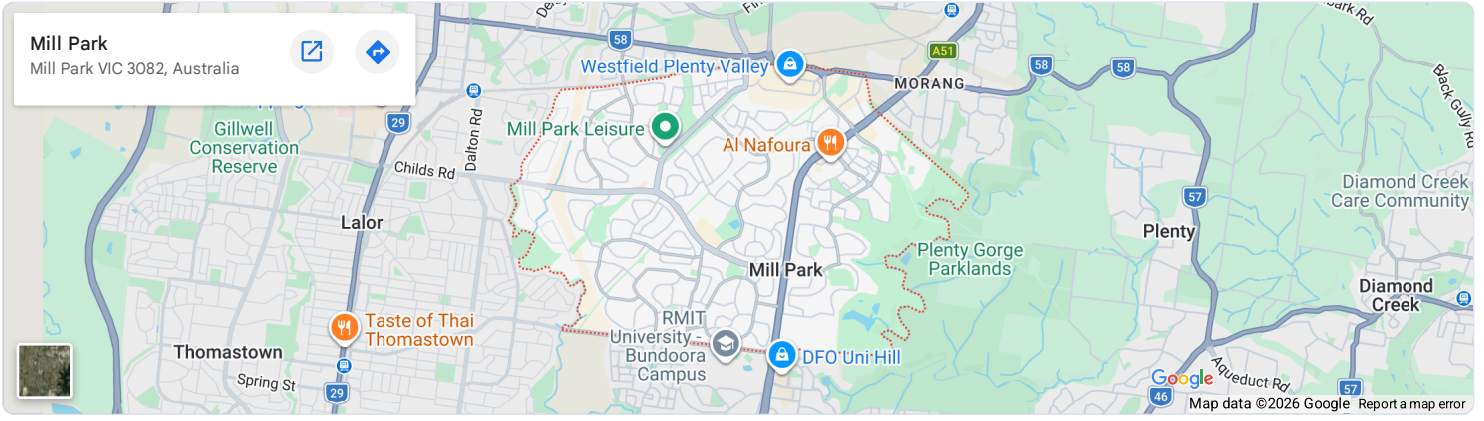 Mill Park
Mill Park VIC 3082, Australia
58
Westfield Plenty Valley
A51
MORANG
58
58
29
Dalton Rd
Mill Park Leisure
Al Nafoura
Gillwell
Conservation
Reserve
Childs Rd
Black Gully Rd
Diamond Creek
Care Community
57
Lalor
Plenty
Plenty Gorge
Parklands
Mill Park
Diamond
Creek
RMIT
University -
Bundoora
Campus
Taste of Thai
Thomastown
DFO Uni Hill
Thomastown
Spring St
29
Aqueduct Rd
Google
46
57
Map data ©2026 Google
Report a map error